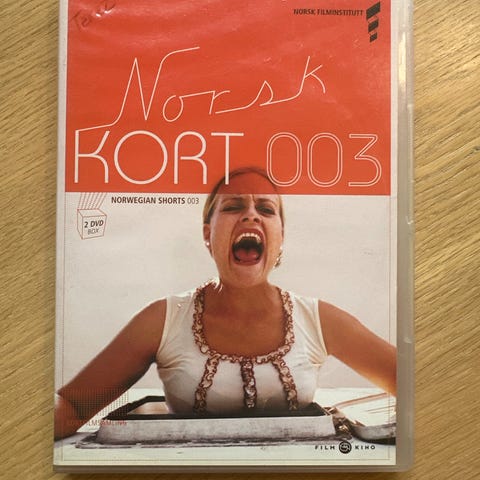 NORSK FILMINSTITUTT
Norsk
KORT 003
NORWEGIAN SHORTS 003
2 DVD
BOX
FILM KINO